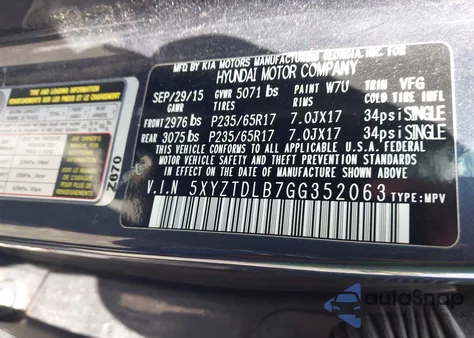 MFD. BY KIA MOTORS MANUFACTURING GEORGIA, INC. FOR
HYUNDAI MOTOR COMPANY
SEP/29/15 GVWR 5071 lbs PAINT W7U TRIM VFG
GAWR TIRES RIMS COLD TIRE INFL
FRONT 2976 lbs P235/65R17 7.0JX17 34psi SINGLE
REAR 3075 lbs P235/65R17 7.0JX17 34psi SINGLE
THIS VEHICLE CONFORMS TO ALL APPLICABLE U.S.A. FEDERAL
MOTOR VEHICLE SAFETY AND THEFT PREVENTION STANDARDS
IN EFFECT ON THE DATE OF MANUFACTURE SHOWN ABOVE.
V.I.N 5XYZTDLB7GG352063 TYPE:MPV
Z670
autoSnap